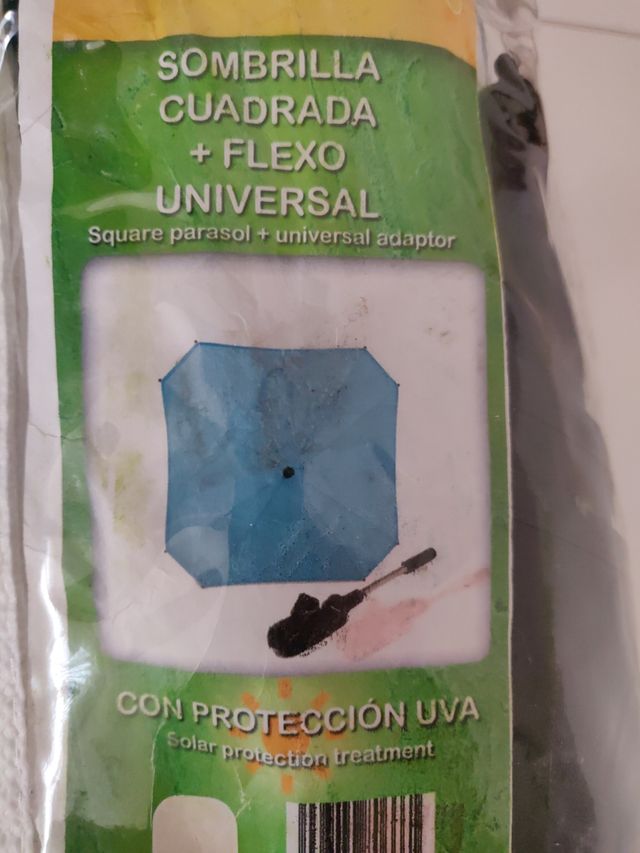 SOMBRILLA
CUADRADA
+ FLEXO
UNIVERSAL
Square parasol + universal adaptor
CON PROTECCIÓN UVA
Solar protection treatment